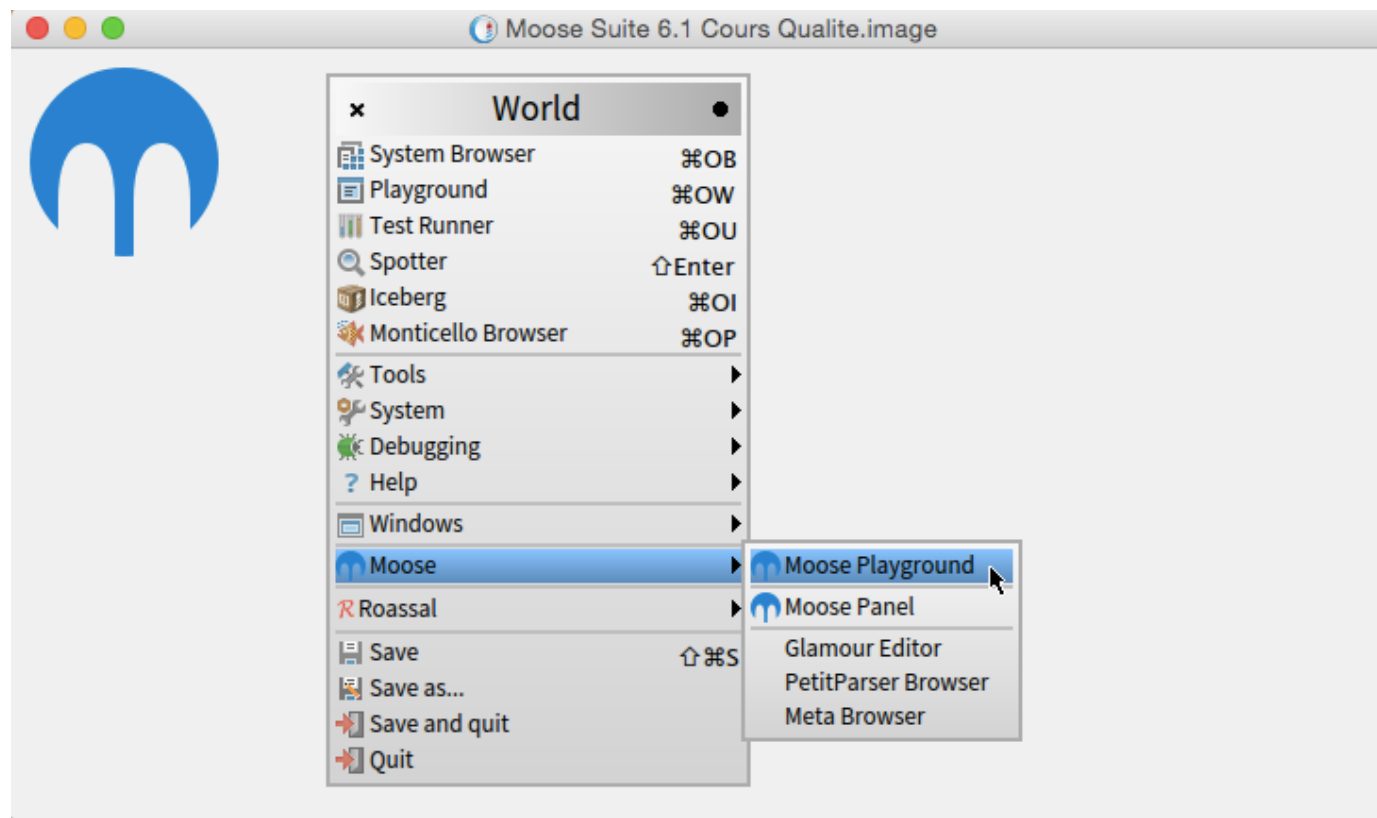 Moose Suite 6.1 Cours Qualite.image
World
System Browser ⌘OB
Playground ⌘OW
Test Runner ⌘OU
Spotter ⇧Enter
Iceberg ⌘OI
Monticello Browser ⌘OP
Tools
System
Debugging
? Help
Windows
Moose
R Roassal
Save ⇧⌘S
Save as...
Save and quit
Quit
Moose Playground
Moose Panel
Glamour Editor
PetitParser Browser
Meta Browser